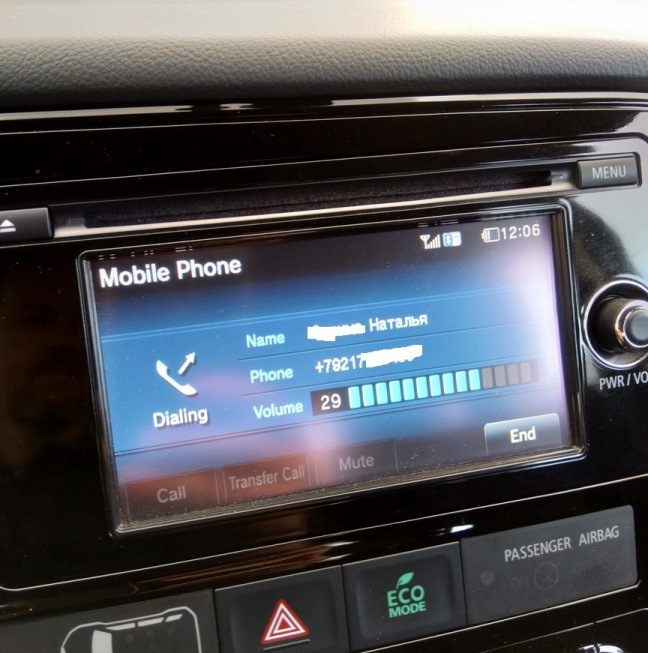 MENU
12:06
Mobile Phone
Name Наталья
Phone +79217
Volume 29
Dialing
End
Call Transfer Call Mute
PWR / VO
PASSENGER AIRBAG
ECO
MODE